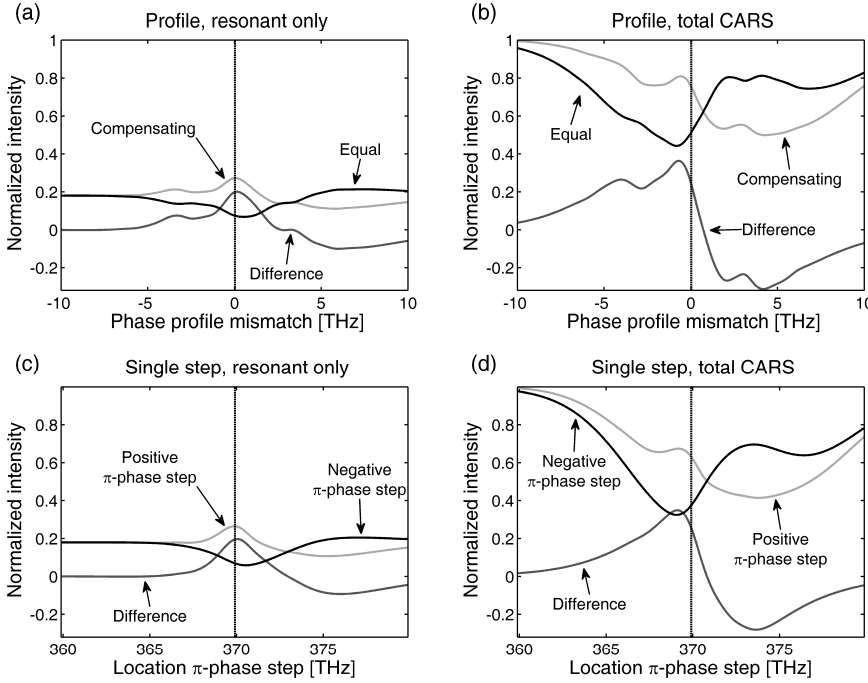 (a)
Profile, resonant only
Normalized intensity
1
0.8
0.6
0.4
0.2
0
-0.2
Compensating
Equal
Difference
-10
-5
0
5
10
Phase profile mismatch [THz]
(b)
Profile, total CARS
Normalized intensity
1
0.8
0.6
0.4
0.2
0
-0.2
Equal
Compensating
Difference
-10
-5
0
5
10
Phase profile mismatch [THz]
(c)
Single step, resonant only
Normalized intensity
0.8
0.6
0.4
0.2
0
-0.2
Positive
π-phase step
Negative
π-phase step
Difference
360
365
370
375
Location π-phase step [THz]
(d)
Single step, total CARS
Normalized intensity
0.8
0.6
0.4
0.2
0
-0.2
Negative
π-phase step
Positive
π-phase step
Difference
360
365
370
375
Location π-phase step [THz]